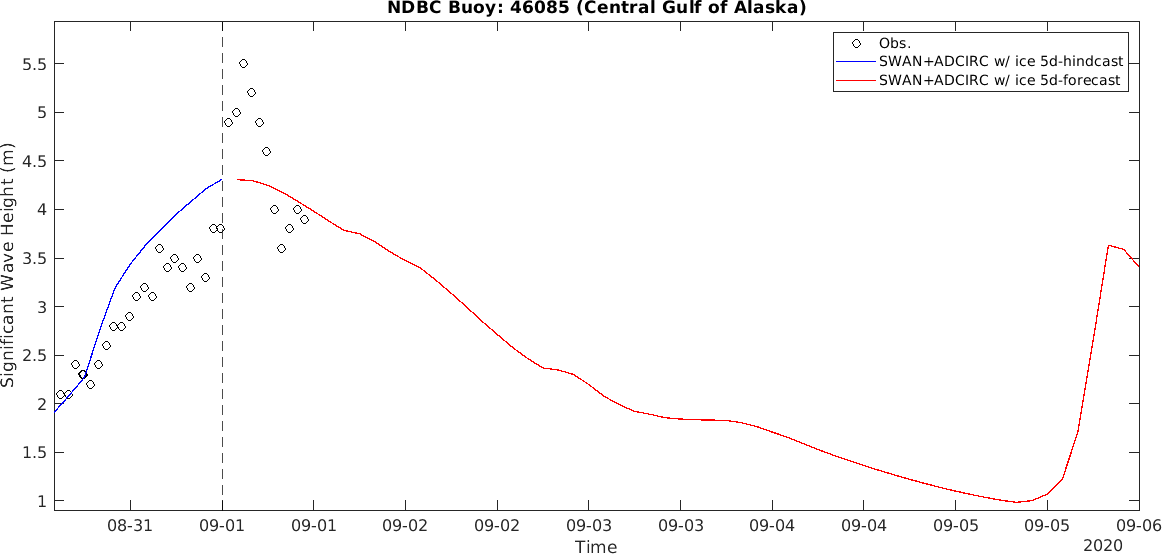 NDBC Buoy: 46085 (Central Gulf of Alaska)
Obs.
SWAN+ADCIRC w/ ice 5d-hindcast
SWAN+ADCIRC w/ ice 5d-forecast
Significant Wave Height (m)
5.5
5
4.5
4
3.5
3
2.5
2
1.5
1
08-31 09-01 09-01 09-02 09-02 09-03 09-03 09-04 09-04 09-05 09-05 09-06
Time
2020